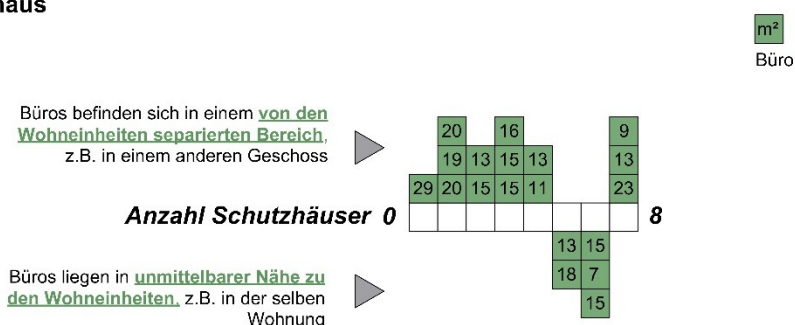 haus
m²
Büro
Büros befinden sich in einem von den
Wohneinheiten separierten Bereich,
z.B. in einem anderen Geschoss
20 16 9
19 13 15 13 13
29 20 15 15 11 23
Anzahl Schutzhäuser 0 8
13 15
18 7
15
Büros liegen in unmittelbarer Nähe zu
den Wohneinheiten, z.B. in der selben
Wohnung